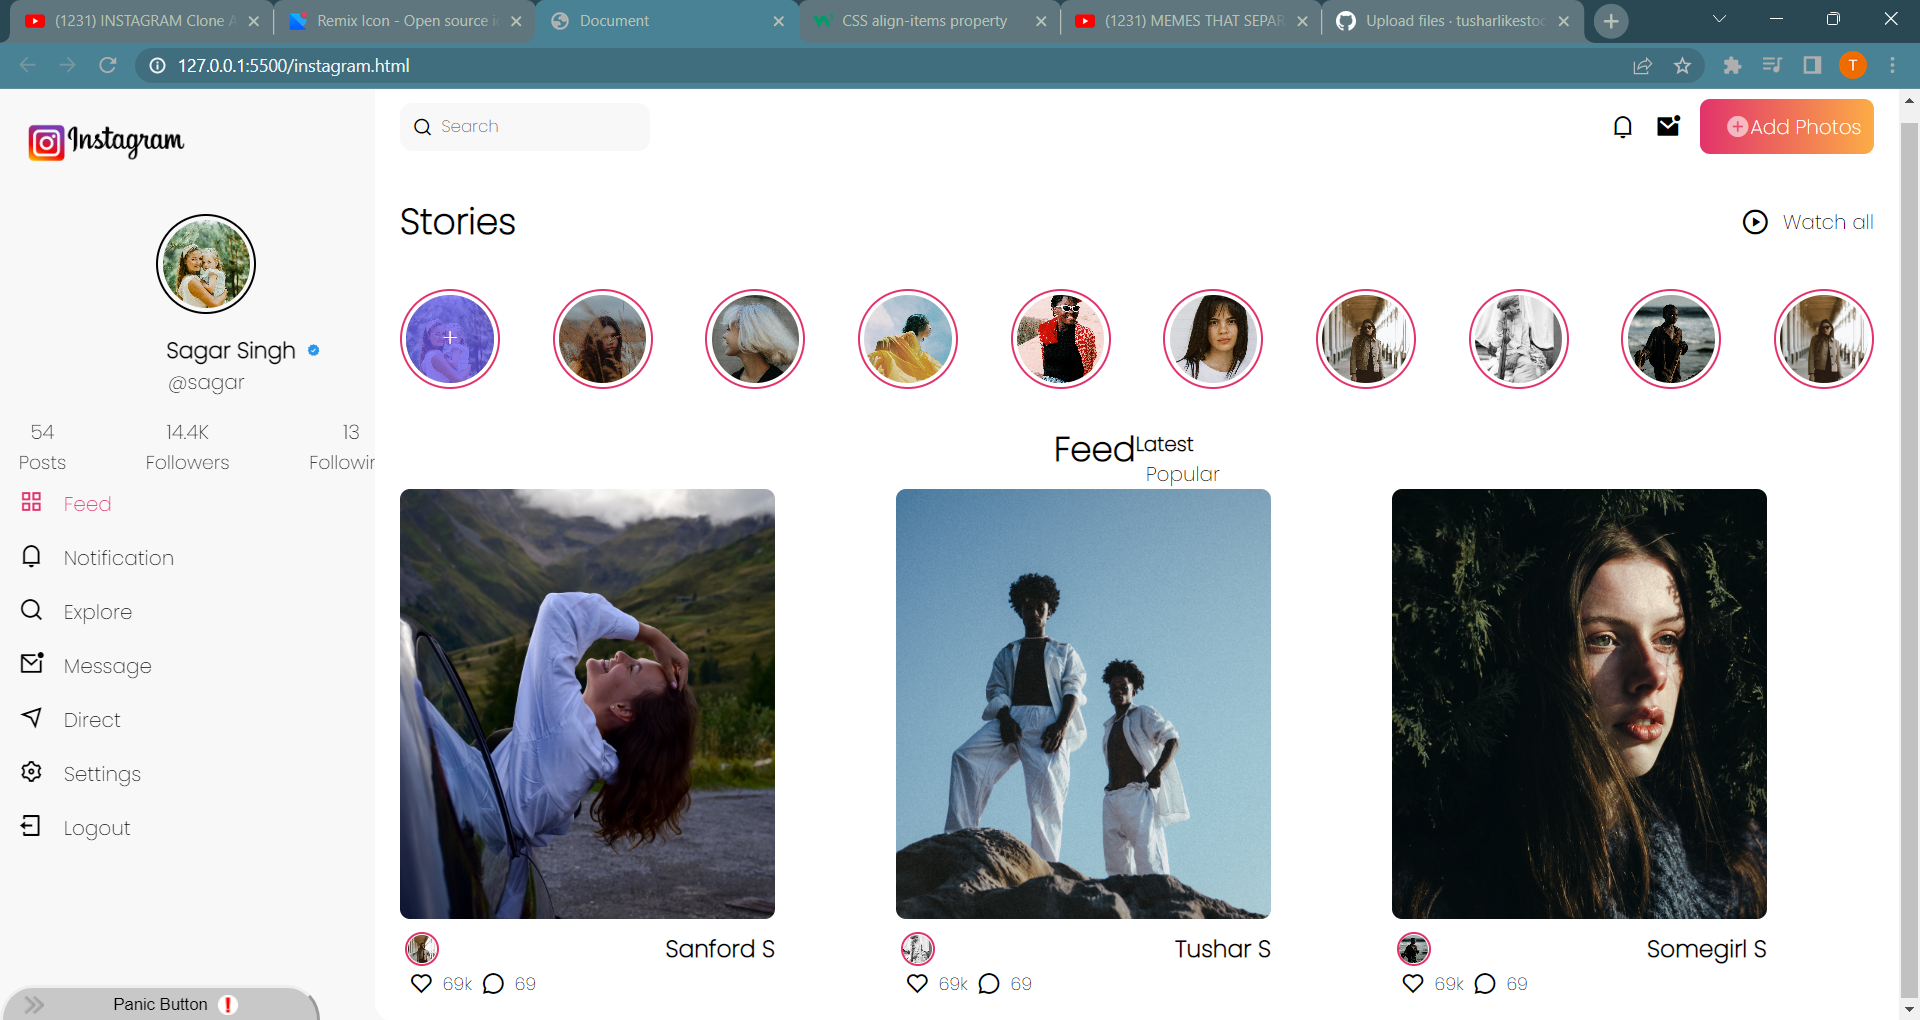 (1231) INSTAGRAM Clone A
Remix Icon - Open source ic
Document
CSS align-items property
(1231) MEMES THAT SEPAR
Upload files · tusharlikestoc
127.0.0.1:5500/instagram.html
T
Instagram
Search
Add Photos
Stories
Watch all
Sagar Singh
@sagar
54
14.4K
13
Posts
Followers
Followin
Feed
Notification
Explore
Message
Direct
Settings
Logout
Feed
Latest
Popular
Sanford S
69k
69
Tushar S
69k
69
Somegirl S
69k
69
Panic Button